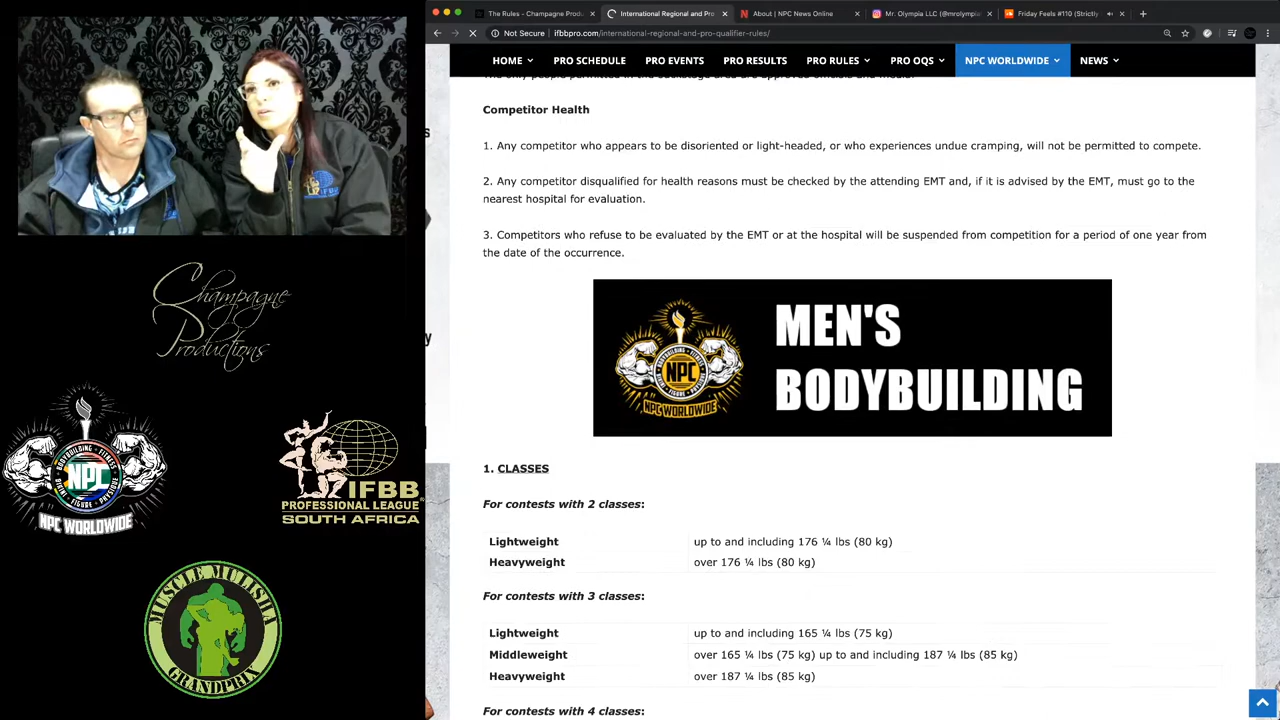 The Rules - Champagne Produ
International Regional and Pro
About | NPC News Online
Mr. Olympia LLC (@mrolympiall
Friday Feels #110 (Strictly
Not Secure
ifbbpro.com/international-regional-and-pro-qualifier-rules/
HOME
PRO SCHEDULE
PRO EVENTS
PRO RESULTS
PRO RULES
PRO OQS
NPC WORLDWIDE
NEWS
Competitor Health
1. Any competitor who appears to be disoriented or light-headed, or who experiences undue cramping, will not be permitted to compete.
2. Any competitor disqualified for health reasons must be checked by the attending EMT and, if it is advised by the EMT, must go to the
nearest hospital for evaluation.
3. Competitors who refuse to be evaluated by the EMT or at the hospital will be suspended from competition for a period of one year from
the date of the occurrence.
NPC
NPC WORLDWIDE
MEN'S
BODYBUILDING
1. CLASSES
For contests with 2 classes:
Lightweight up to and including 176 ¼ lbs (80 kg)
Heavyweight over 176 ¼ lbs (80 kg)
For contests with 3 classes:
Lightweight up to and including 165 ¼ lbs (75 kg)
Middleweight over 165 ¼ lbs (75 kg) up to and including 187 ¼ lbs (85 kg)
Heavyweight over 187 ¼ lbs (85 kg)
For contests with 4 classes:
Champagne
Productions
NPC
NPC WORLDWIDE
IFBB
PROFESSIONAL LEAGUE
SOUTH AFRICA
MUSCLE MULISHA
GRANDPRIX